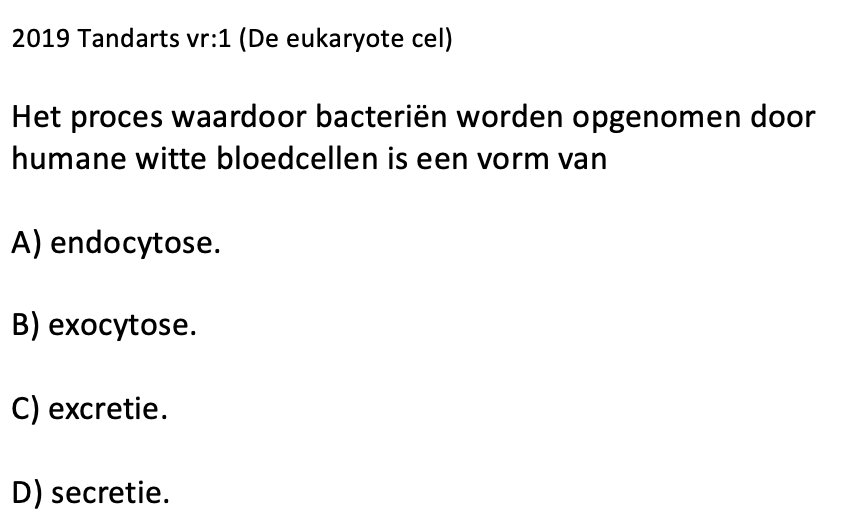 2019 Tandarts vr:1 (De eukaryote cel)
Het proces waardoor bacteriën worden opgenomen door
humane witte bloedcellen is een vorm van
A) endocytose.
B) exocytose.
C) excretie.
D) secretie.